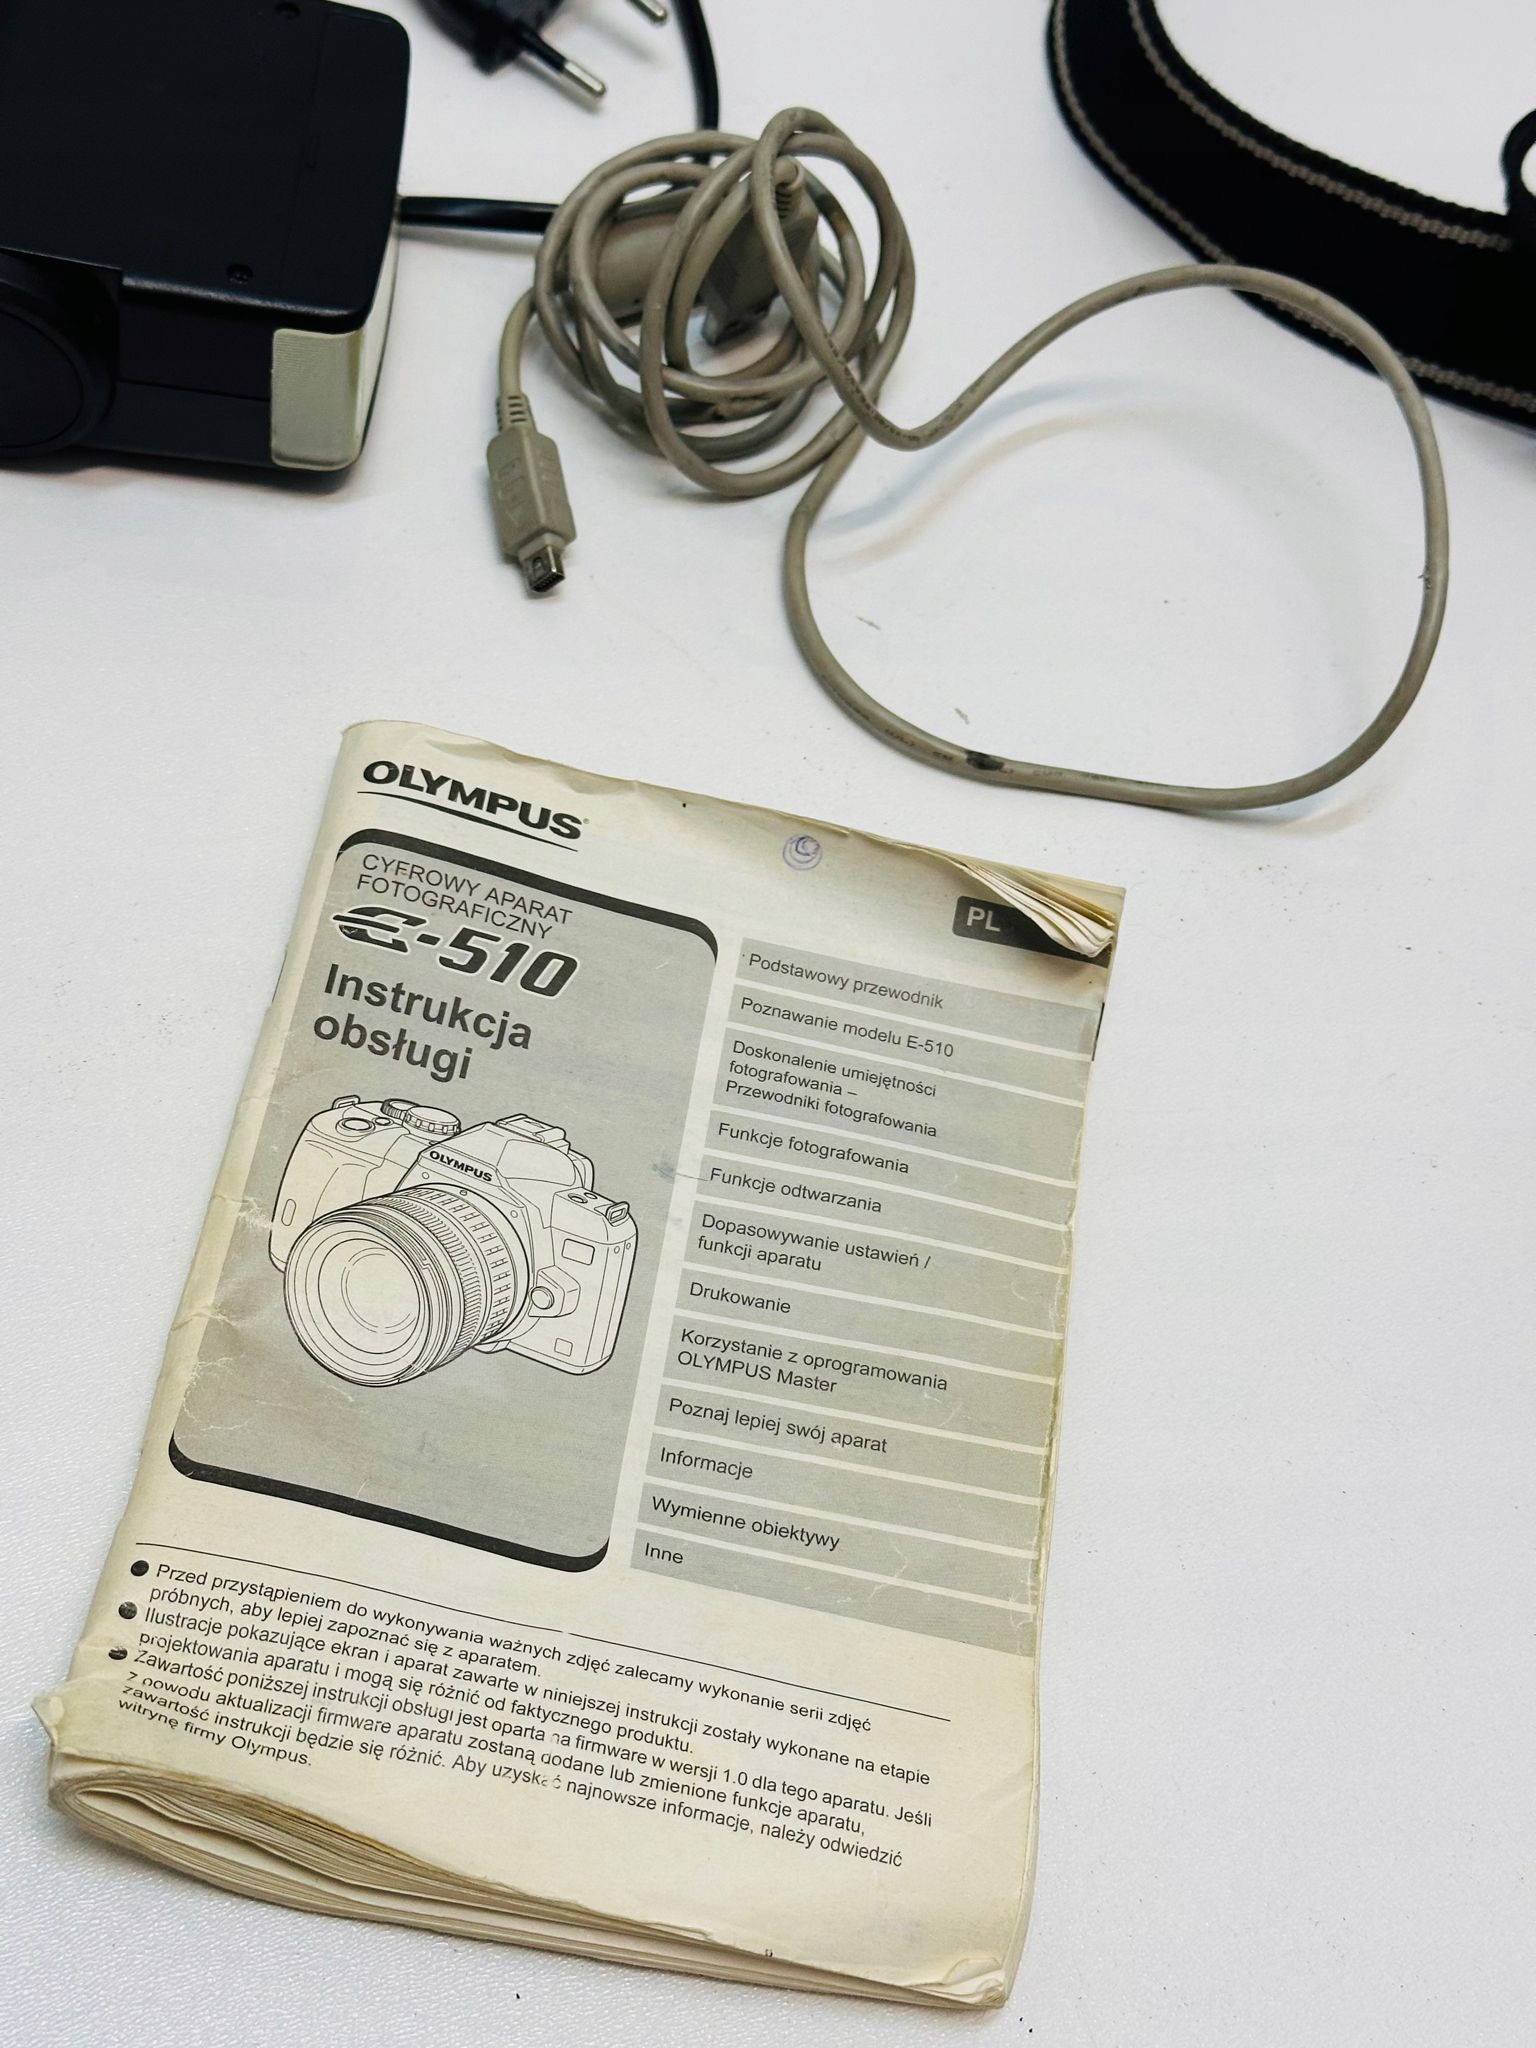 OLYMPUS
CYFROWY APARAT
FOTOGRAFICZNY
E-510
Instrukcja
obsługi
OLYMPUS
PL
Podstawowy przewodnik
Poznawanie modelu E-510
Doskonalenie umiejętności
fotografowania –
Przewodniki fotografowania
Funkcje fotografowania
Funkcje odtwarzania
Dopasowywanie ustawień /
funkcji aparatu
Drukowanie
Korzystanie z oprogramowania
OLYMPUS Master
Poznaj lepiej swój aparat
Informacje
Wymienne obiektywy
Inne
● Przed przystąpieniem do wykonywania ważnych zdjęć zalecamy wykonanie serii zdjęć
próbnych, aby lepiej zapoznać się z aparatem.
● Ilustracje pokazujące ekran i aparat zawarte w niniejszej instrukcji zostały wykonane na etapie
projektowania aparatu i mogą się różnić od faktycznego produktu.
● Zawartość poniższej instrukcji obsługi jest oparta na firmware w wersji 1.0 dla tego aparatu. Jeśli
z powodu aktualizacji firmware aparatu zostaną dodane lub zmienione funkcje aparatu,
zawartość instrukcji będzie się różnić. Aby uzyskać najnowsze informacje, należy odwiedzić
witrynę firmy Olympus.